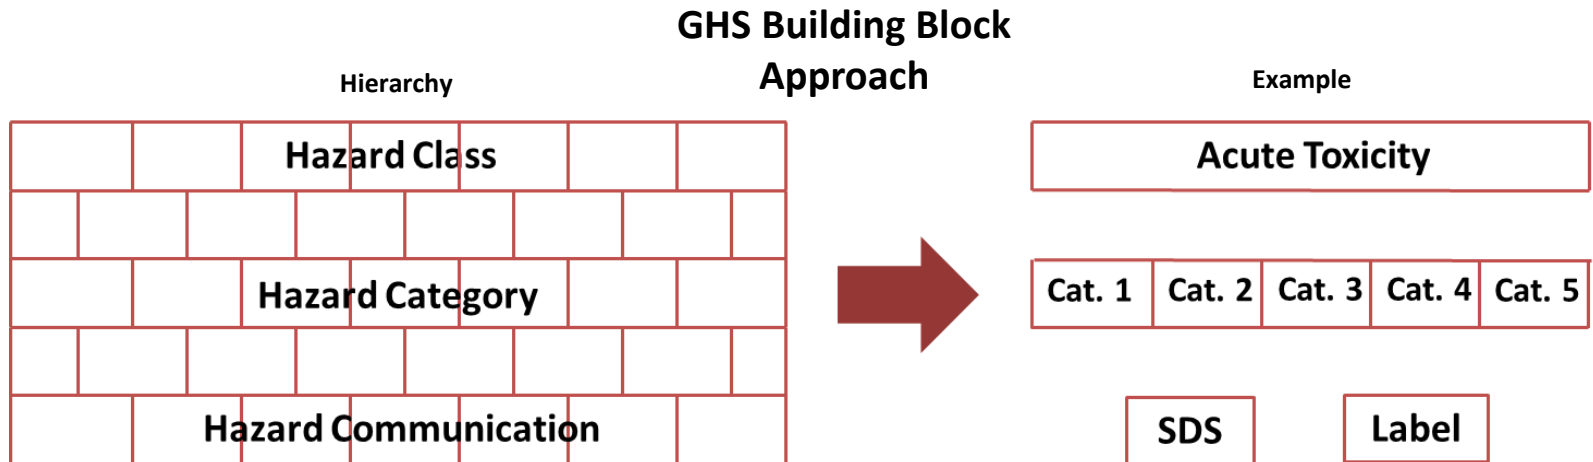 GHS Building Block
Approach
Hierarchy
Example
Hazard Class
Acute Toxicity
Hazard Category
Cat. 1 Cat. 2 Cat. 3 Cat. 4 Cat. 5
Hazard Communication
SDS
Label